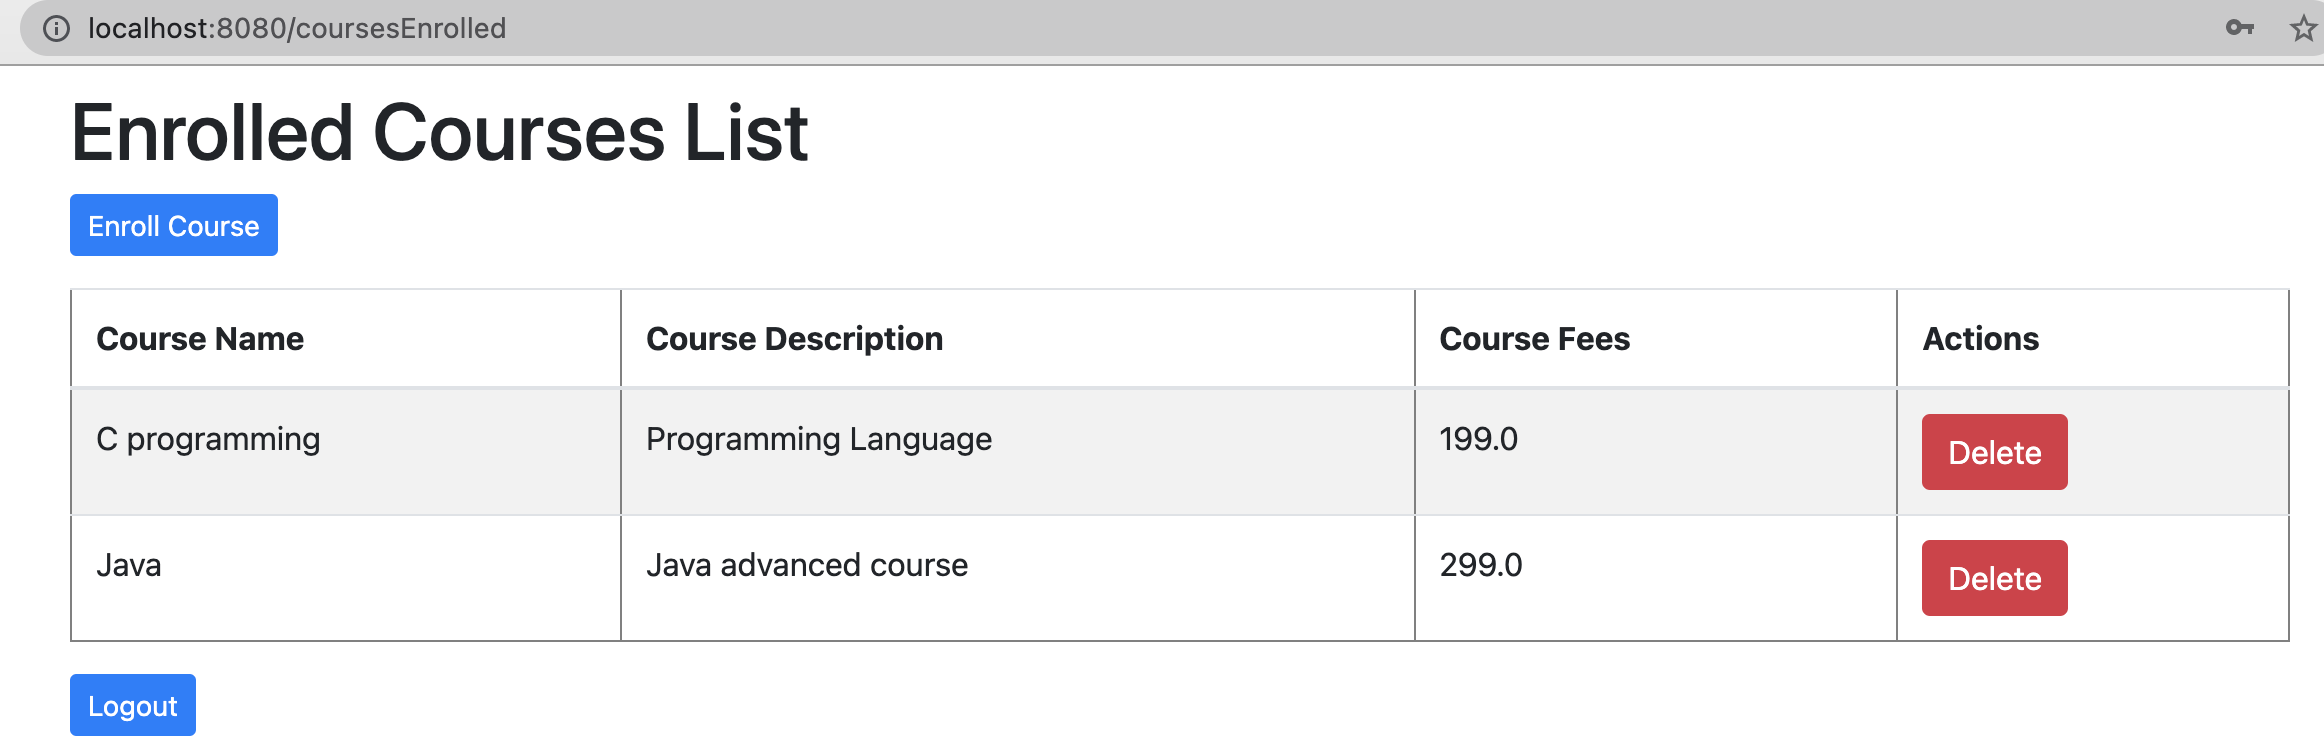 localhost:8080/coursesEnrolled
Enrolled Courses List
Enroll Course
Course Name Course Description Course Fees Actions
C programming Programming Language 199.0 Delete
Java Java advanced course 299.0 Delete
Logout